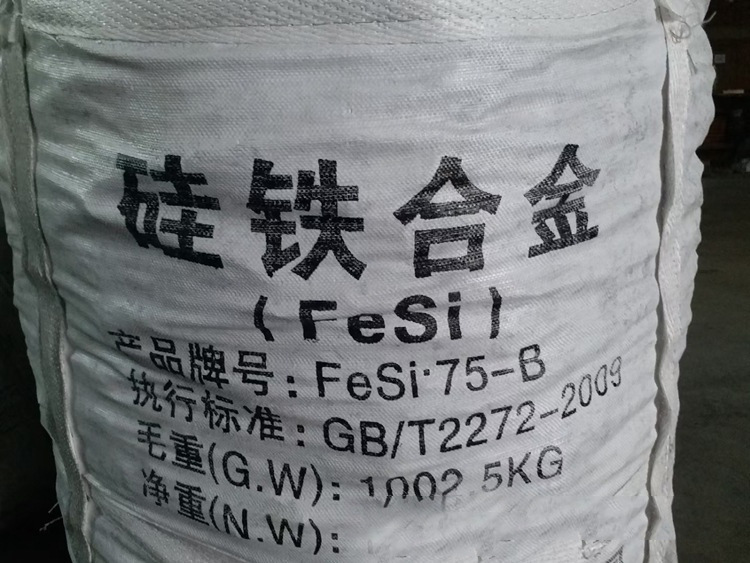 硅铁合金
(FeSi)
产品牌号:FeSi·75-B
执行标准:GB/T2272-2009
毛重(G.W):1002.5KG
净重(N.W):